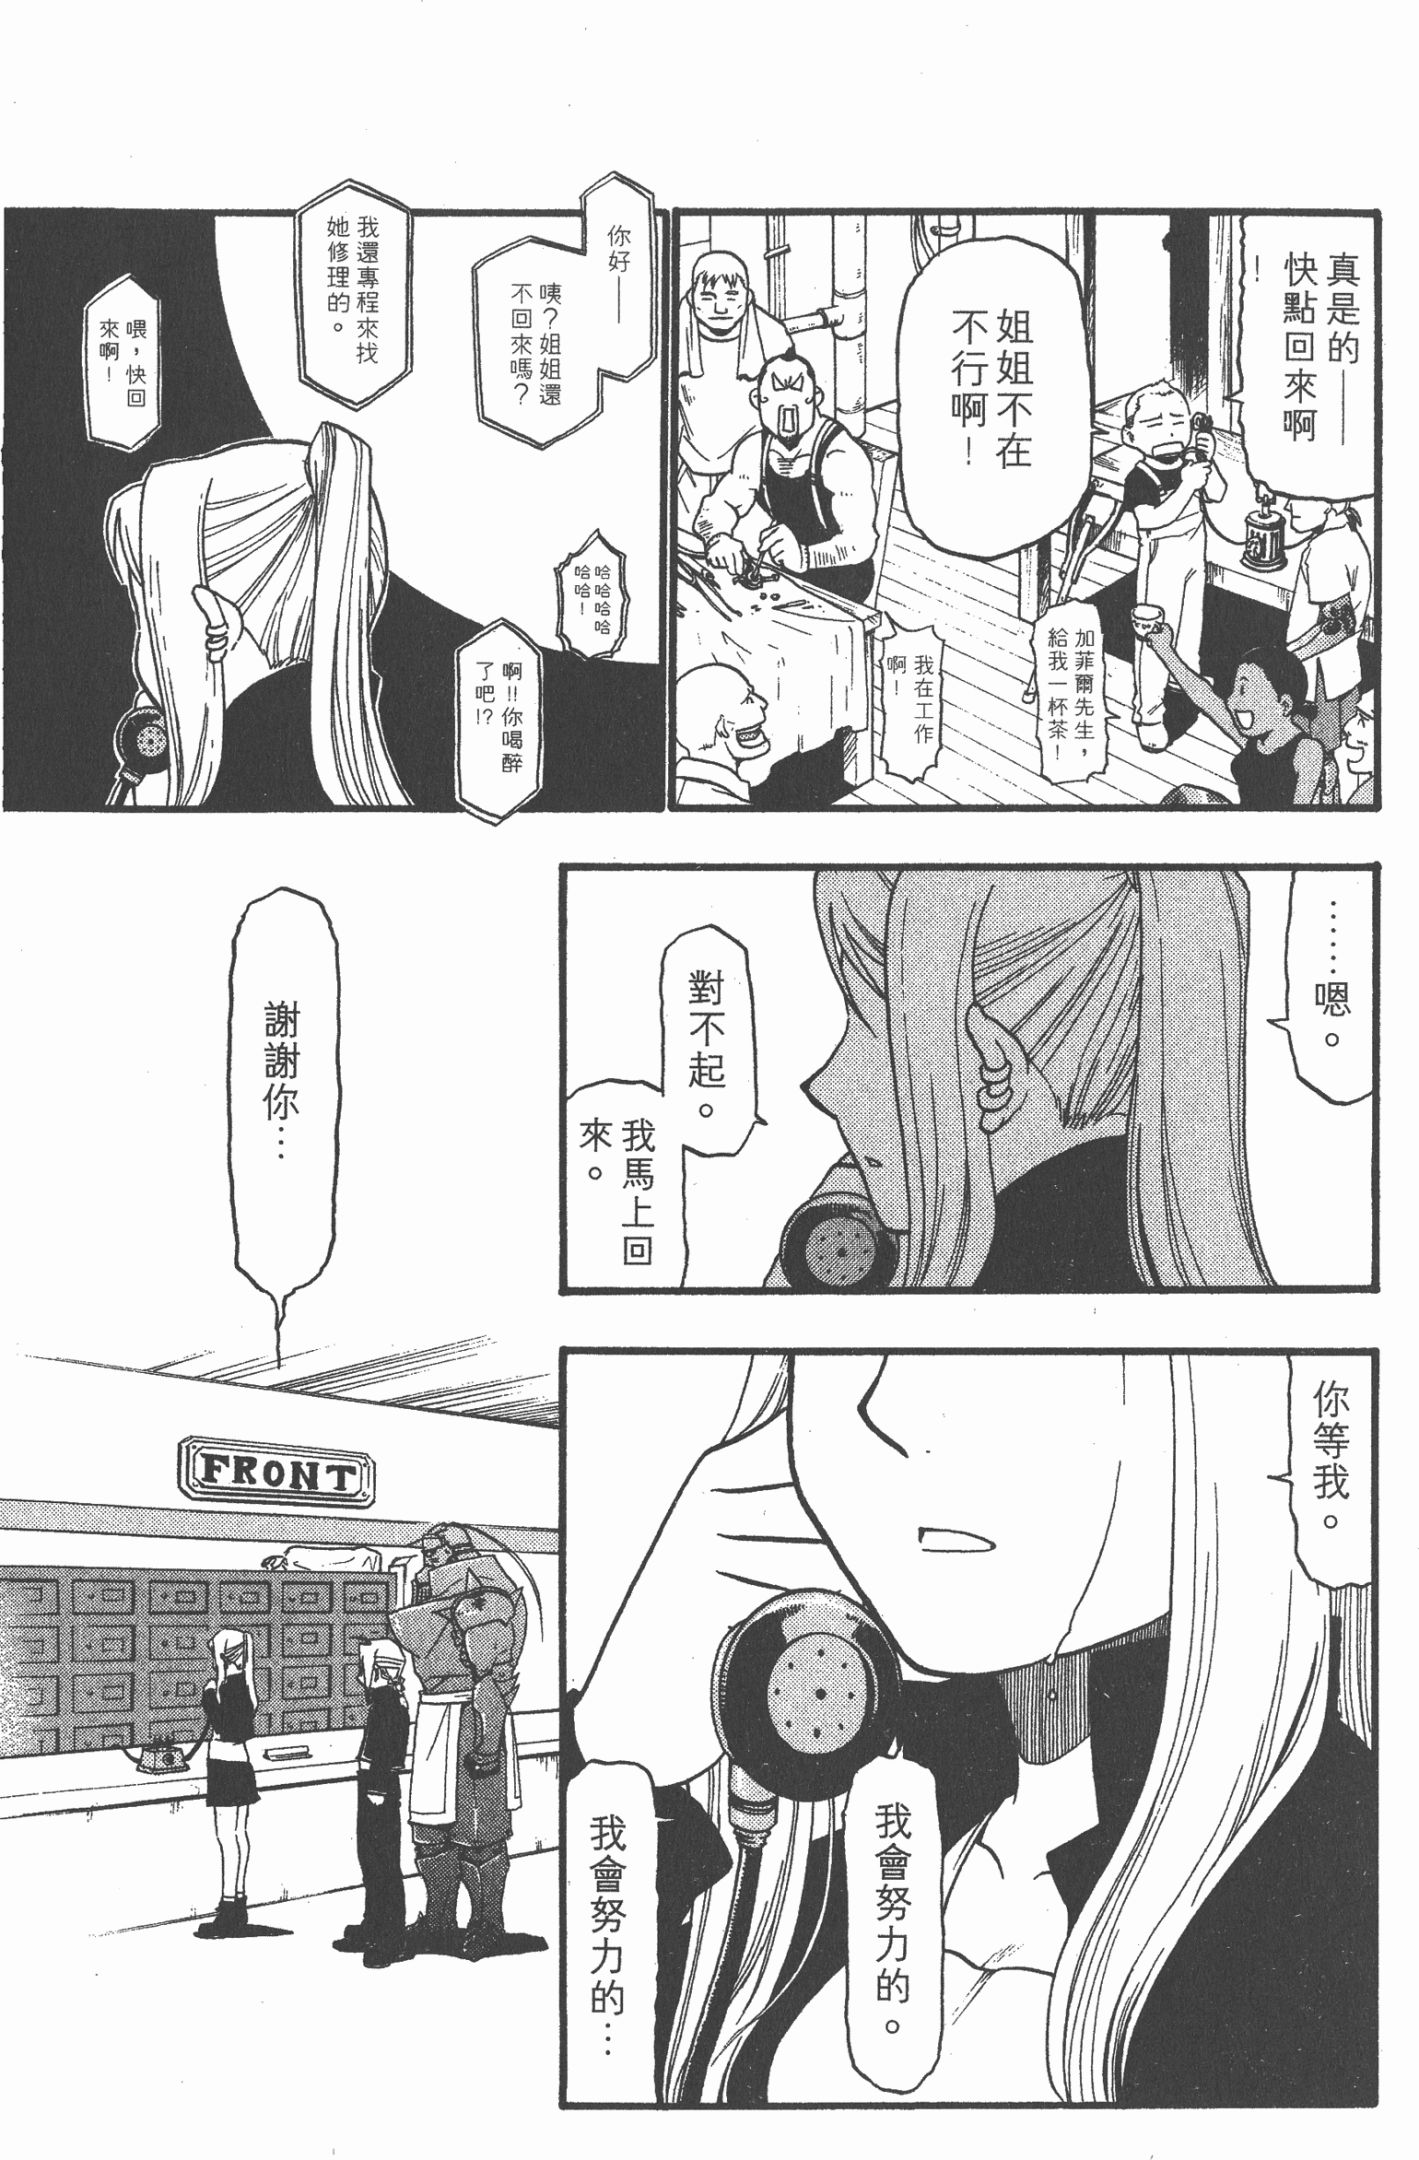 真是的——
快點回來啊
！
姐姐不在
不行啊！
加菲爾先生，
給我一杯茶！
我在工作
啊！
你好——
咦？姐姐還
不回來嗎？
我還專程來找
她修理的。
喂，快回
來啊！
哈哈哈哈
哈哈！
啊!!你喝醉
了吧!?
……嗯。
對不起。
我馬上回
來。
你等我。
我會努力的。
我會努力的…
謝謝你…
FRONT